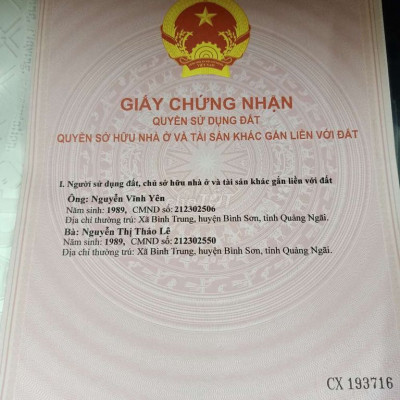 GIẤY CHỨNG NHẬN
QUYỀN SỬ DỤNG ĐẤT
QUYỀN SỞ HỮU NHÀ Ở VÀ TÀI SẢN KHÁC GẮN LIỀN VỚI ĐẤT
I. Người sử dụng đất, chủ sở hữu nhà ở và tài sản khác gắn liền với đất
Ông: Nguyễn Vĩnh Yên
Năm sinh: 1989, CMND số: 212302506
Địa chỉ thường trú: Xã Bình Trung, huyện Bình Sơn, tỉnh Quảng Ngãi.
Bà: Nguyễn Thị Thảo Lê
Năm sinh: 1989, CMND số: 212302550
Địa chỉ thường trú: Xã Bình Trung, huyện Bình Sơn, tỉnh Quảng Ngãi.
CX 193716